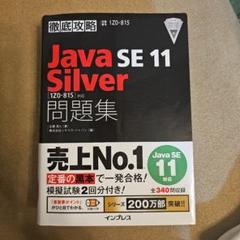 徹底攻略
試験番号 1Z0-815
Java SE 11
Silver
[1Z0-815]対応
問題集
売上No.1
定番の黒本で一発合格!
模擬試験2回分付き!
Java SE
11
対応
全340問収録
シリーズ200万部突破!!
インプレス